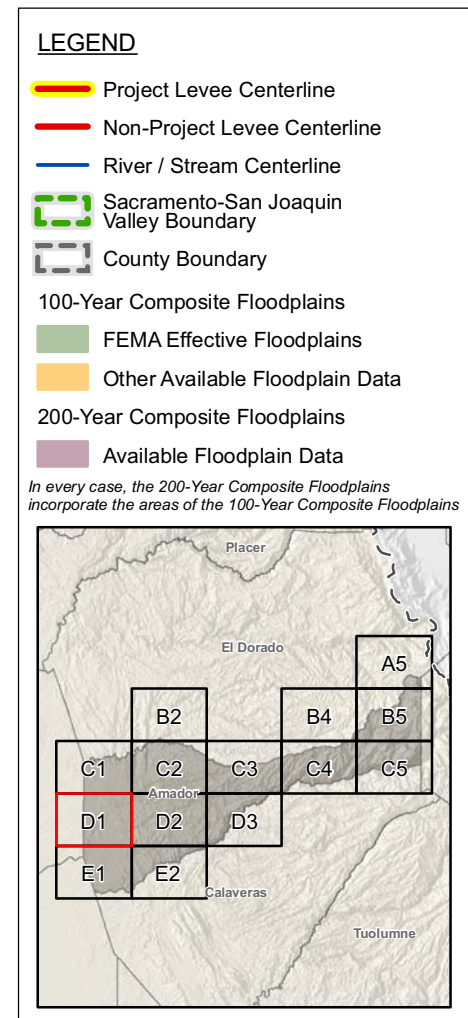 LEGEND
Project Levee Centerline
Non-Project Levee Centerline
River / Stream Centerline
Sacramento-San Joaquin
Valley Boundary
County Boundary
100-Year Composite Floodplains
FEMA Effective Floodplains
Other Available Floodplain Data
200-Year Composite Floodplains
Available Floodplain Data
In every case, the 200-Year Composite Floodplains
incorporate the areas of the 100-Year Composite Floodplains
Placer
El Dorado
A5
B2 B4 B5
C1 C2 C3 C4 C5
Amador
D1 D2 D3
E1 E2
Calaveras
Tuolumne